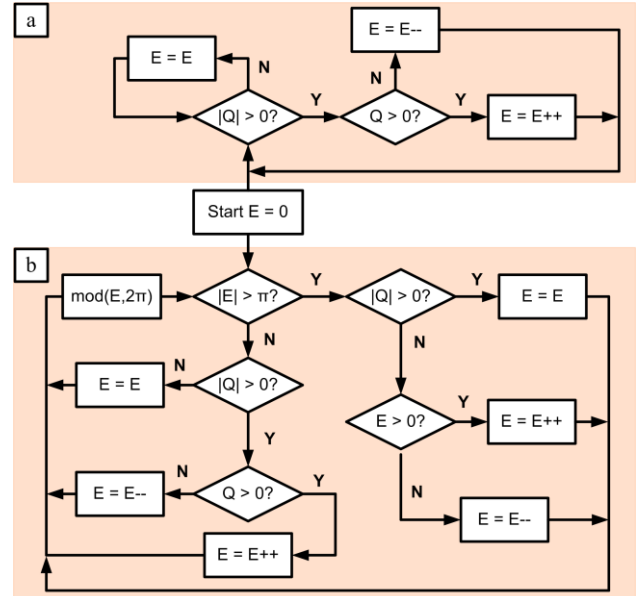 a
E = E--
E = E
N
N
Y
Y
|Q| > 0?
Q > 0?
E = E++
Start E = 0
b
mod(E,2π)
|E| > π?
Y
|Q| > 0?
Y
E = E
N
N
E = E
N
|Q| > 0?
E > 0?
Y
E = E++
Y
E = E--
N
Q > 0?
Y
N
E = E--
E = E++